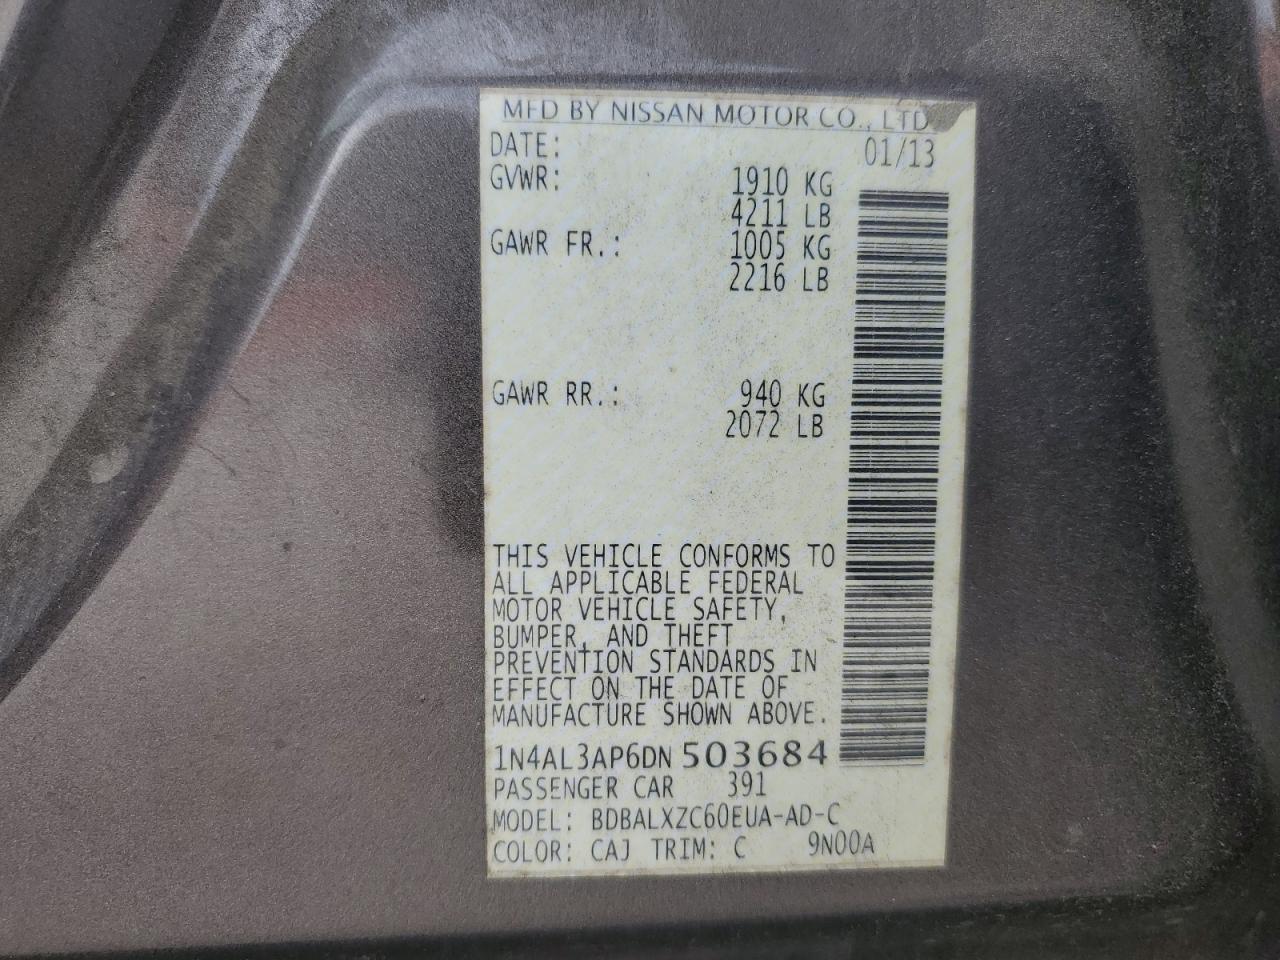 MFD BY NISSAN MOTOR CO., LTD
DATE: 01/13
GVWR: 1910 KG
4211 LB
GAWR FR.: 1005 KG
2216 LB
GAWR RR.: 940 KG
2072 LB
THIS VEHICLE CONFORMS TO
ALL APPLICABLE FEDERAL
MOTOR VEHICLE SAFETY,
BUMPER, AND THEFT
PREVENTION STANDARDS IN
EFFECT ON THE DATE OF
MANUFACTURE SHOWN ABOVE.
1N4AL3AP6DN 503684
PASSENGER CAR 391
MODEL: BDBALXZC60EUA-AD-C
COLOR: CAJ TRIM: C 9N00A